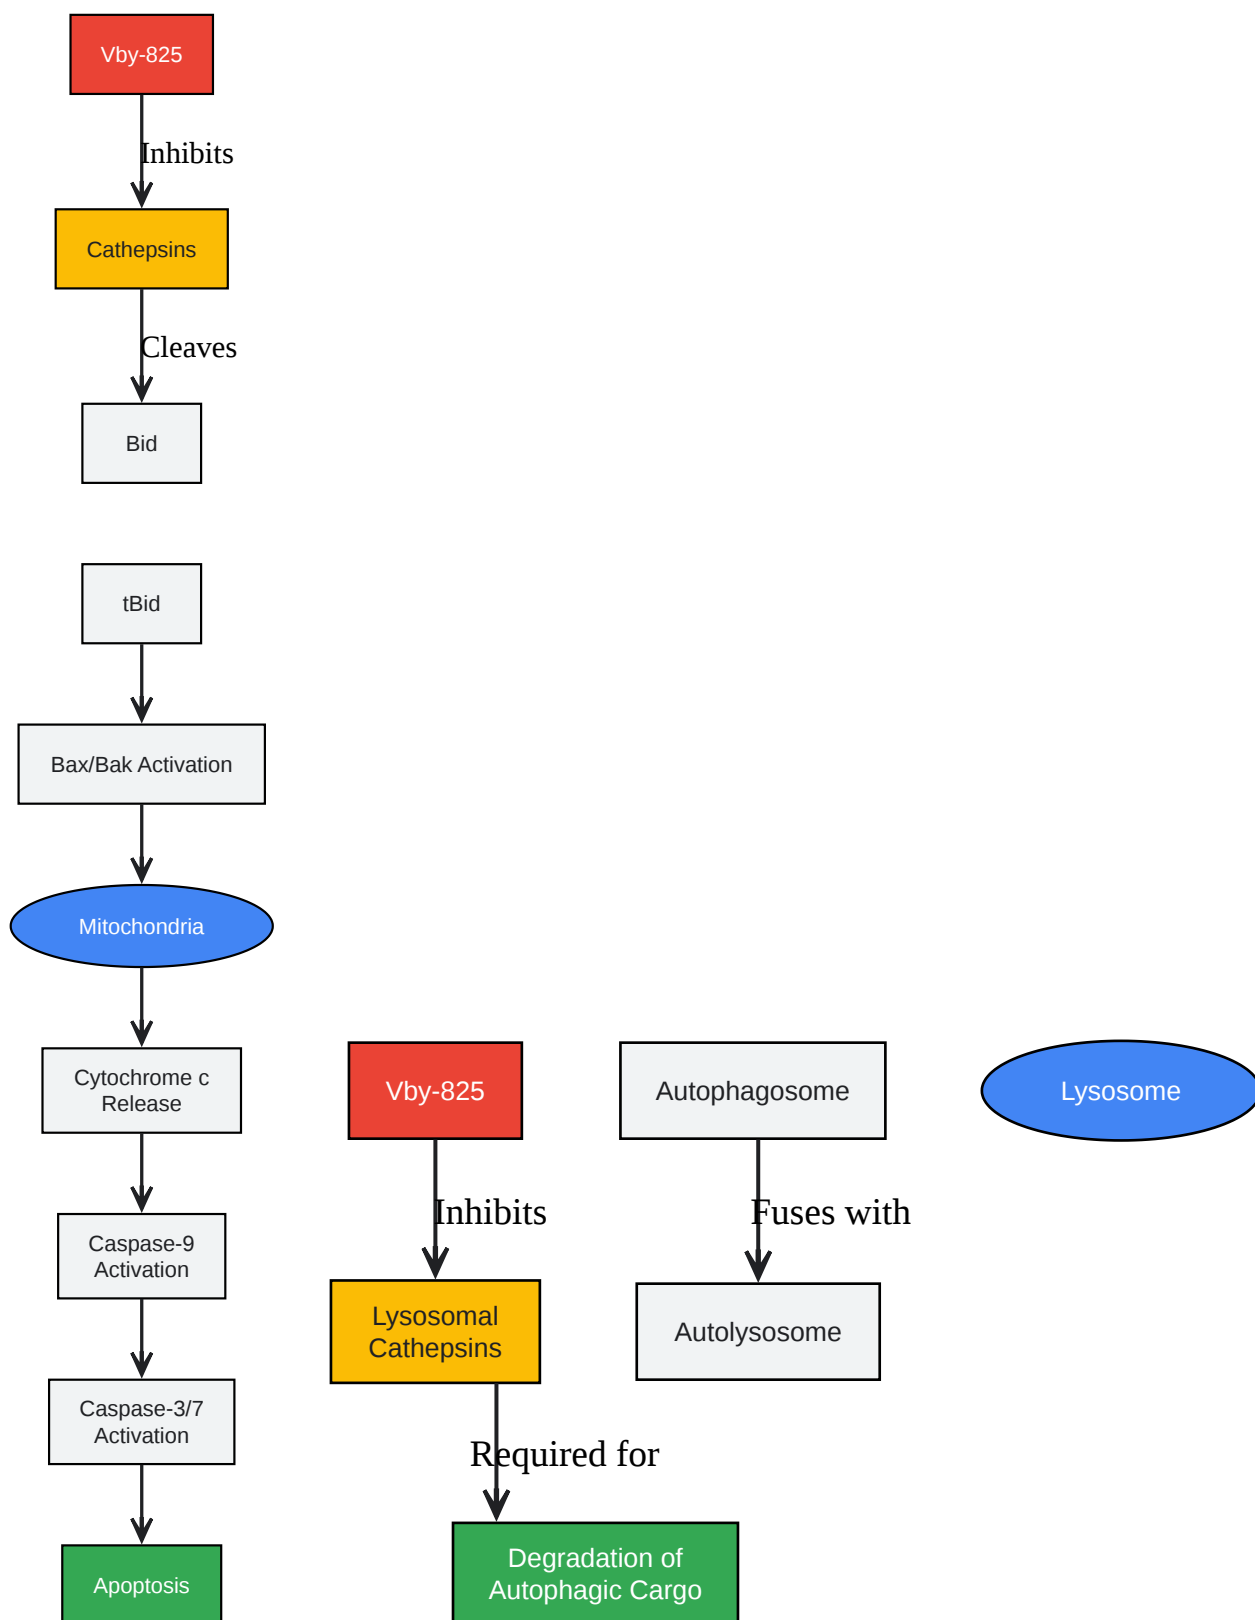 Vby-825
Inhibits
Cathepsins
Cleaves
Bid
tBid
Bax/Bak Activation
Mitochondria
Cytochrome c
Release
Caspase-9
Activation
Caspase-3/7
Activation
Apoptosis
Vby-825
Inhibits
Lysosomal
Cathepsins
Required for
Degradation of
Autophagic Cargo
Autophagosome
Fuses with
Autolysosome
Lysosome